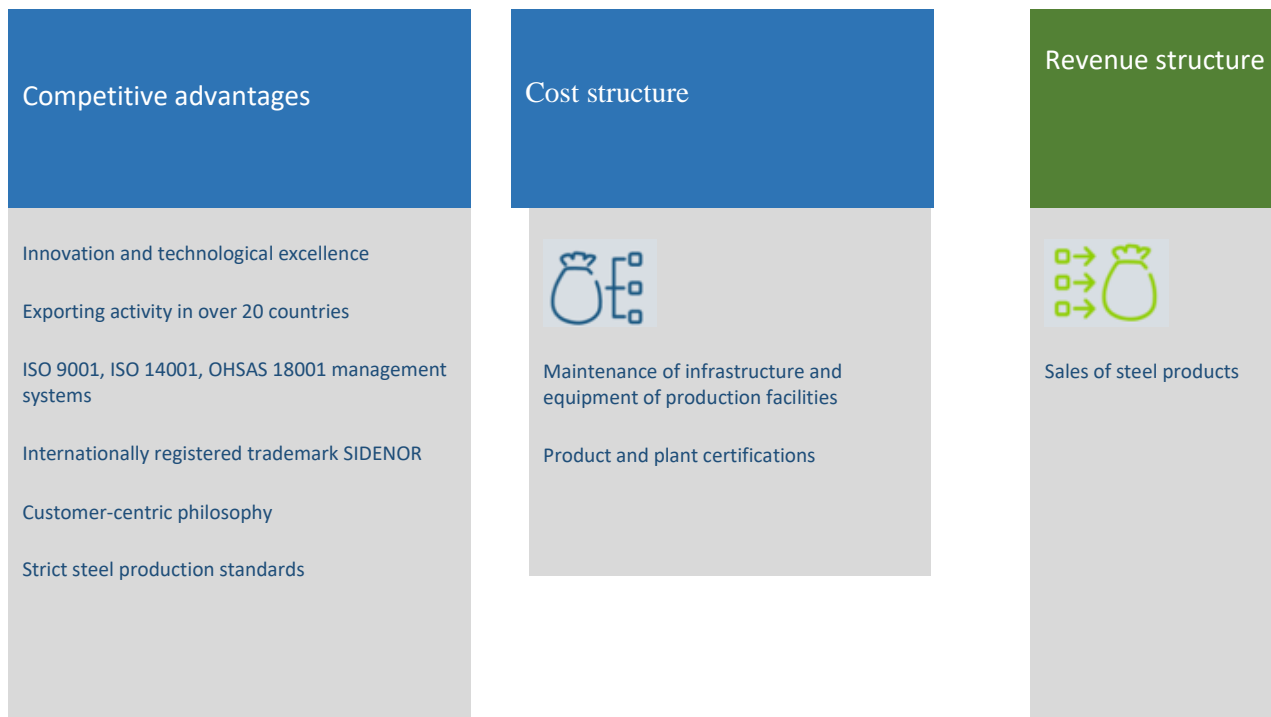 Competitive advantages
Innovation and technological excellence
Exporting activity in over 20 countries
ISO 9001, ISO 14001, OHSAS 18001 management
systems
Internationally registered trademark SIDENOR
Customer-centric philosophy
Strict steel production standards
Cost structure
Maintenance of infrastructure and
equipment of production facilities
Product and plant certifications
Revenue structure
Sales of steel products